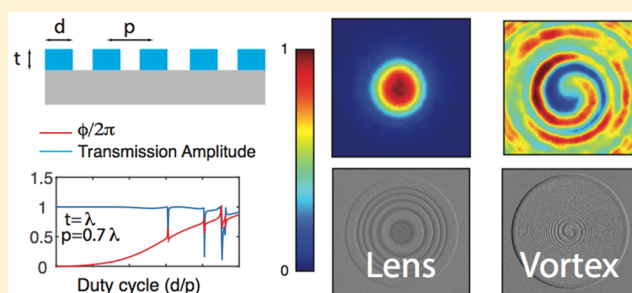 d
p
t
ϕ/2π
Transmission Amplitude
1.5
1
0.5
0
t=λ
p=0.7 λ
Duty cycle (d/p)
1
0
Lens
Vortex